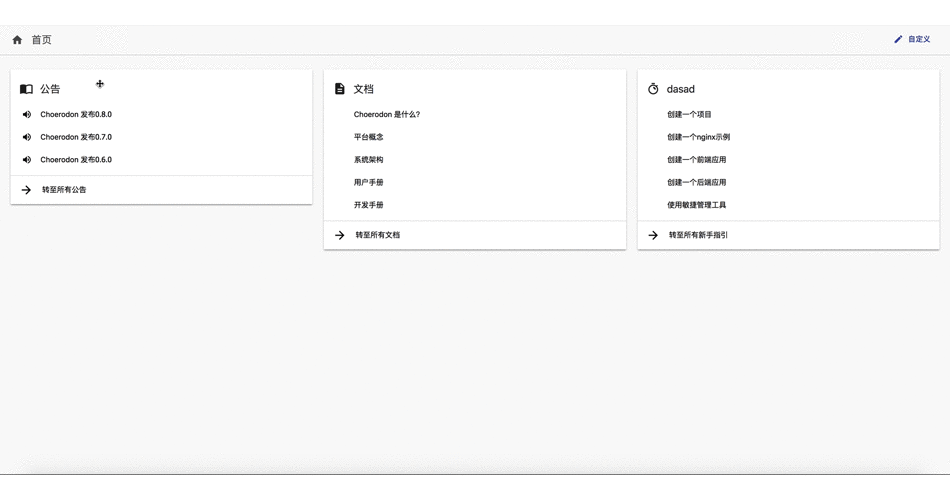 首页
自定义
公告
Choerodon 发布0.8.0
Choerodon 发布0.7.0
Choerodon 发布0.6.0
转至所有公告
文档
Choerodon 是什么?
平台概念
系统架构
用户手册
开发手册
转至所有文档
dasad
创建一个项目
创建一个nginx示例
创建一个前端应用
创建一个后端应用
使用敏捷管理工具
转至所有新手指引